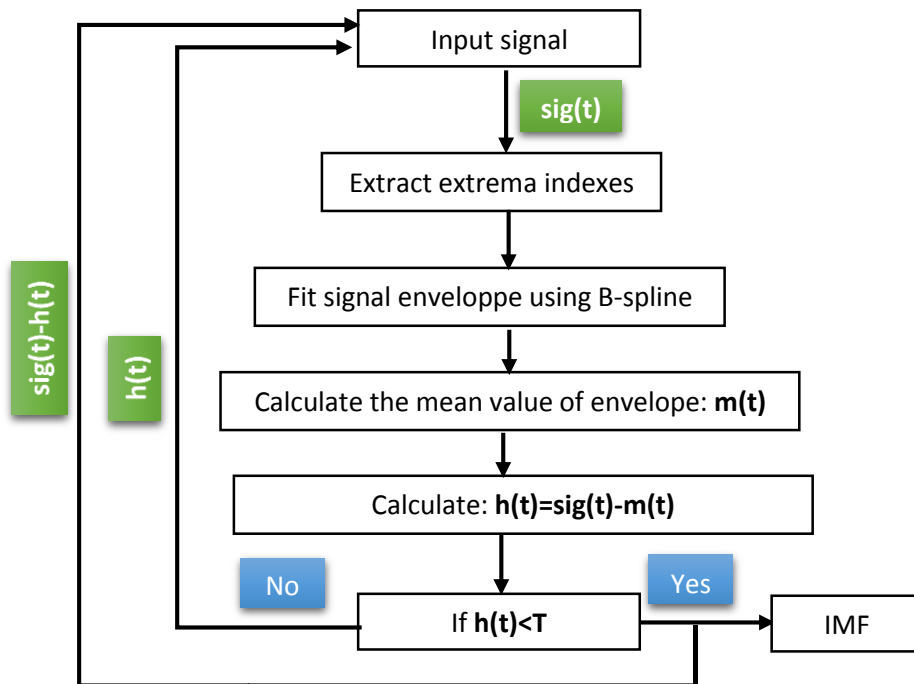 Input signal
sig(t)
Extract extrema indexes
Fit signal enveloppe using B-spline
Calculate the mean value of envelope: m(t)
Calculate: h(t)=sig(t)-m(t)
No
Yes
If h(t)<T
IMF
sig(t)-h(t)
h(t)